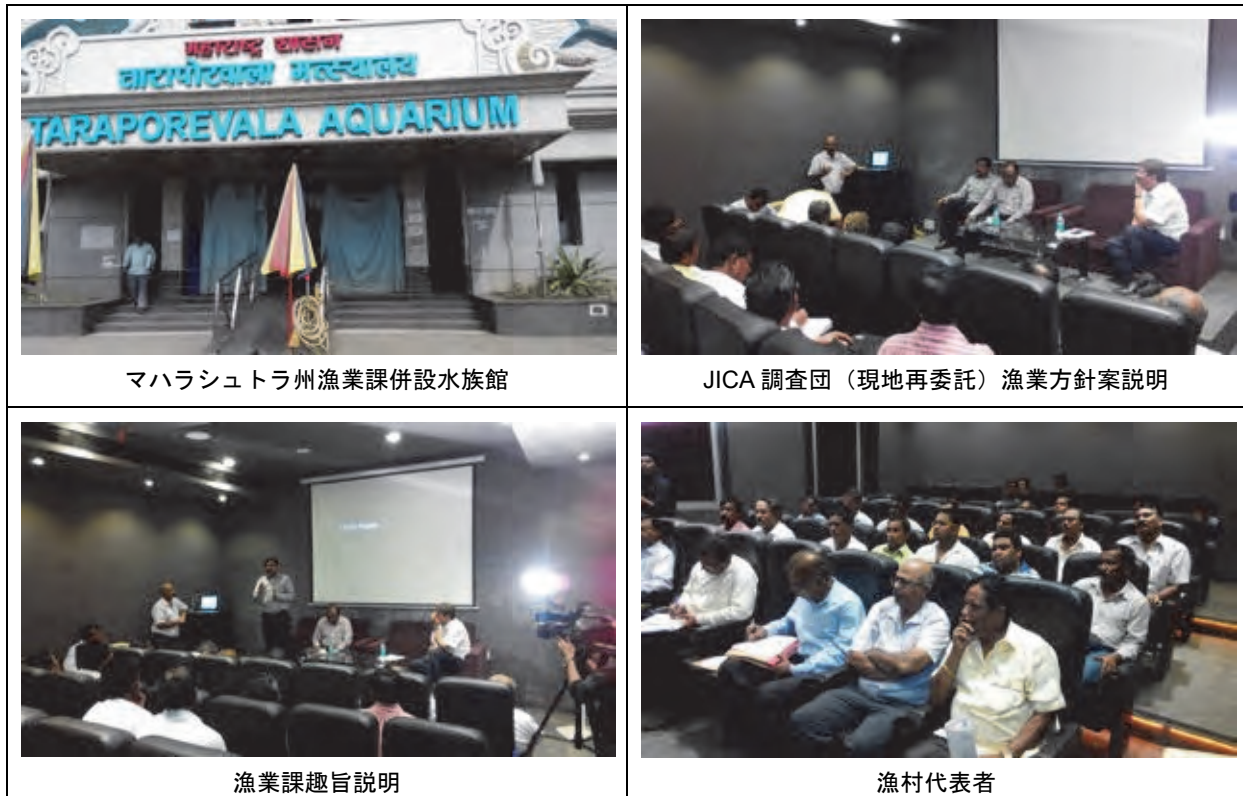 महाराष्ट्र शासन
तारापोरवाला मत्स्यालय
TARAPOREVALA AQUARIUM
マハラシュトラ州漁業課併設水族館
JICA 調査団（現地再委託）漁業方針案説明
漁業課趣旨説明
漁村代表者